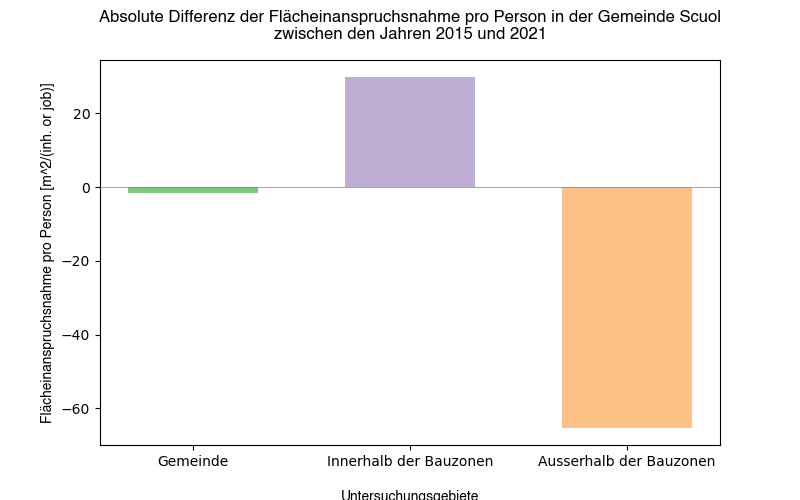 Absolute Differenz der Flächeinanspruchsnahme pro Person in der Gemeinde Scuol
zwischen den Jahren 2015 und 2021
Flächeinanspruchsnahme pro Person [m^2/(inh. or job)]
20
0
−20
−40
−60
Gemeinde
Innerhalb der Bauzonen
Ausserhalb der Bauzonen
Untersuchungsgebiete